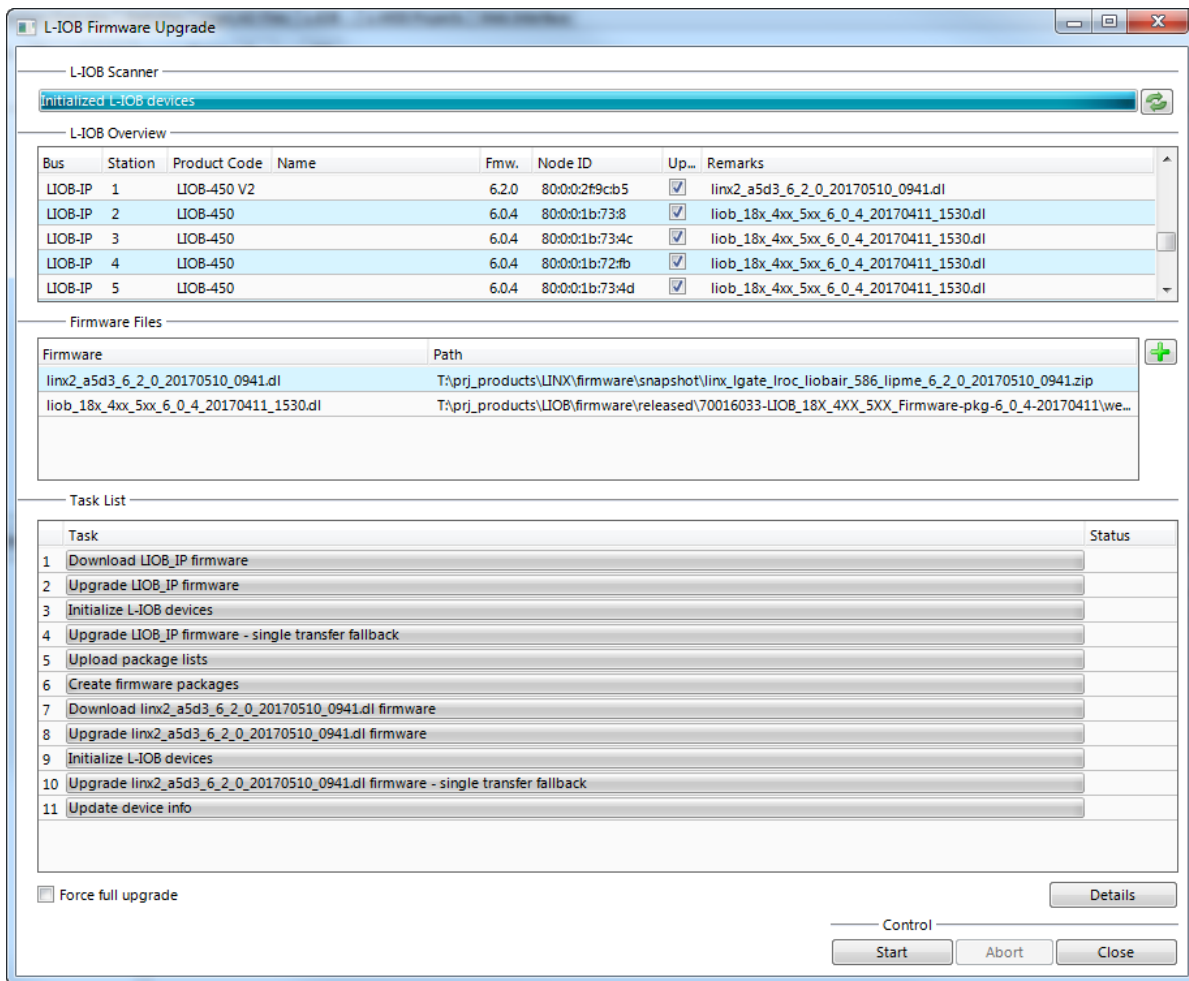 L-IOB Firmware Upgrade
L-IOB Scanner
Initialized L-IOB devices
L-IOB Overview
Bus Station Product Code Name Fmw. Node ID Up... Remarks
LIOB-IP 1 LIOB-450 V2 6.2.0 80:0:0:2f:9c:b5 linx2_a5d3_6_2_0_20170510_0941.dl
LIOB-IP 2 LIOB-450 6.0.4 80:0:0:1b:73:8 liob_18x_4xx_5xx_6_0_4_20170411_1530.dl
LIOB-IP 3 LIOB-450 6.0.4 80:0:0:1b:73:4c liob_18x_4xx_5xx_6_0_4_20170411_1530.dl
LIOB-IP 4 LIOB-450 6.0.4 80:0:0:1b:72:fb liob_18x_4xx_5xx_6_0_4_20170411_1530.dl
LIOB-IP 5 LIOB-450 6.0.4 80:0:0:1b:73:4d liob_18x_4xx_5xx_6_0_4_20170411_1530.dl
Firmware Files
Firmware Path
linx2_a5d3_6_2_0_20170510_0941.dl T:\prj_products\LINX\firmware\snapshot\linx_lgate_lroc_liobair_586_lipme_6_2_0_20170510_0941.zip
liob_18x_4xx_5xx_6_0_4_20170411_1530.dl T:\prj_products\LIOB\firmware\released\70016033-LIOB_18X_4XX_5XX_Firmware-pkg-6_0_4-20170411\we...
Task List
Task Status
1 Download LIOB_IP firmware
2 Upgrade LIOB_IP firmware
3 Initialize L-IOB devices
4 Upgrade LIOB_IP firmware - single transfer fallback
5 Upload package lists
6 Create firmware packages
7 Download linx2_a5d3_6_2_0_20170510_0941.dl firmware
8 Upgrade linx2_a5d3_6_2_0_20170510_0941.dl firmware
9 Initialize L-IOB devices
10 Upgrade linx2_a5d3_6_2_0_20170510_0941.dl firmware - single transfer fallback
11 Update device info
Force full upgrade
Details
Control
Start Abort Close